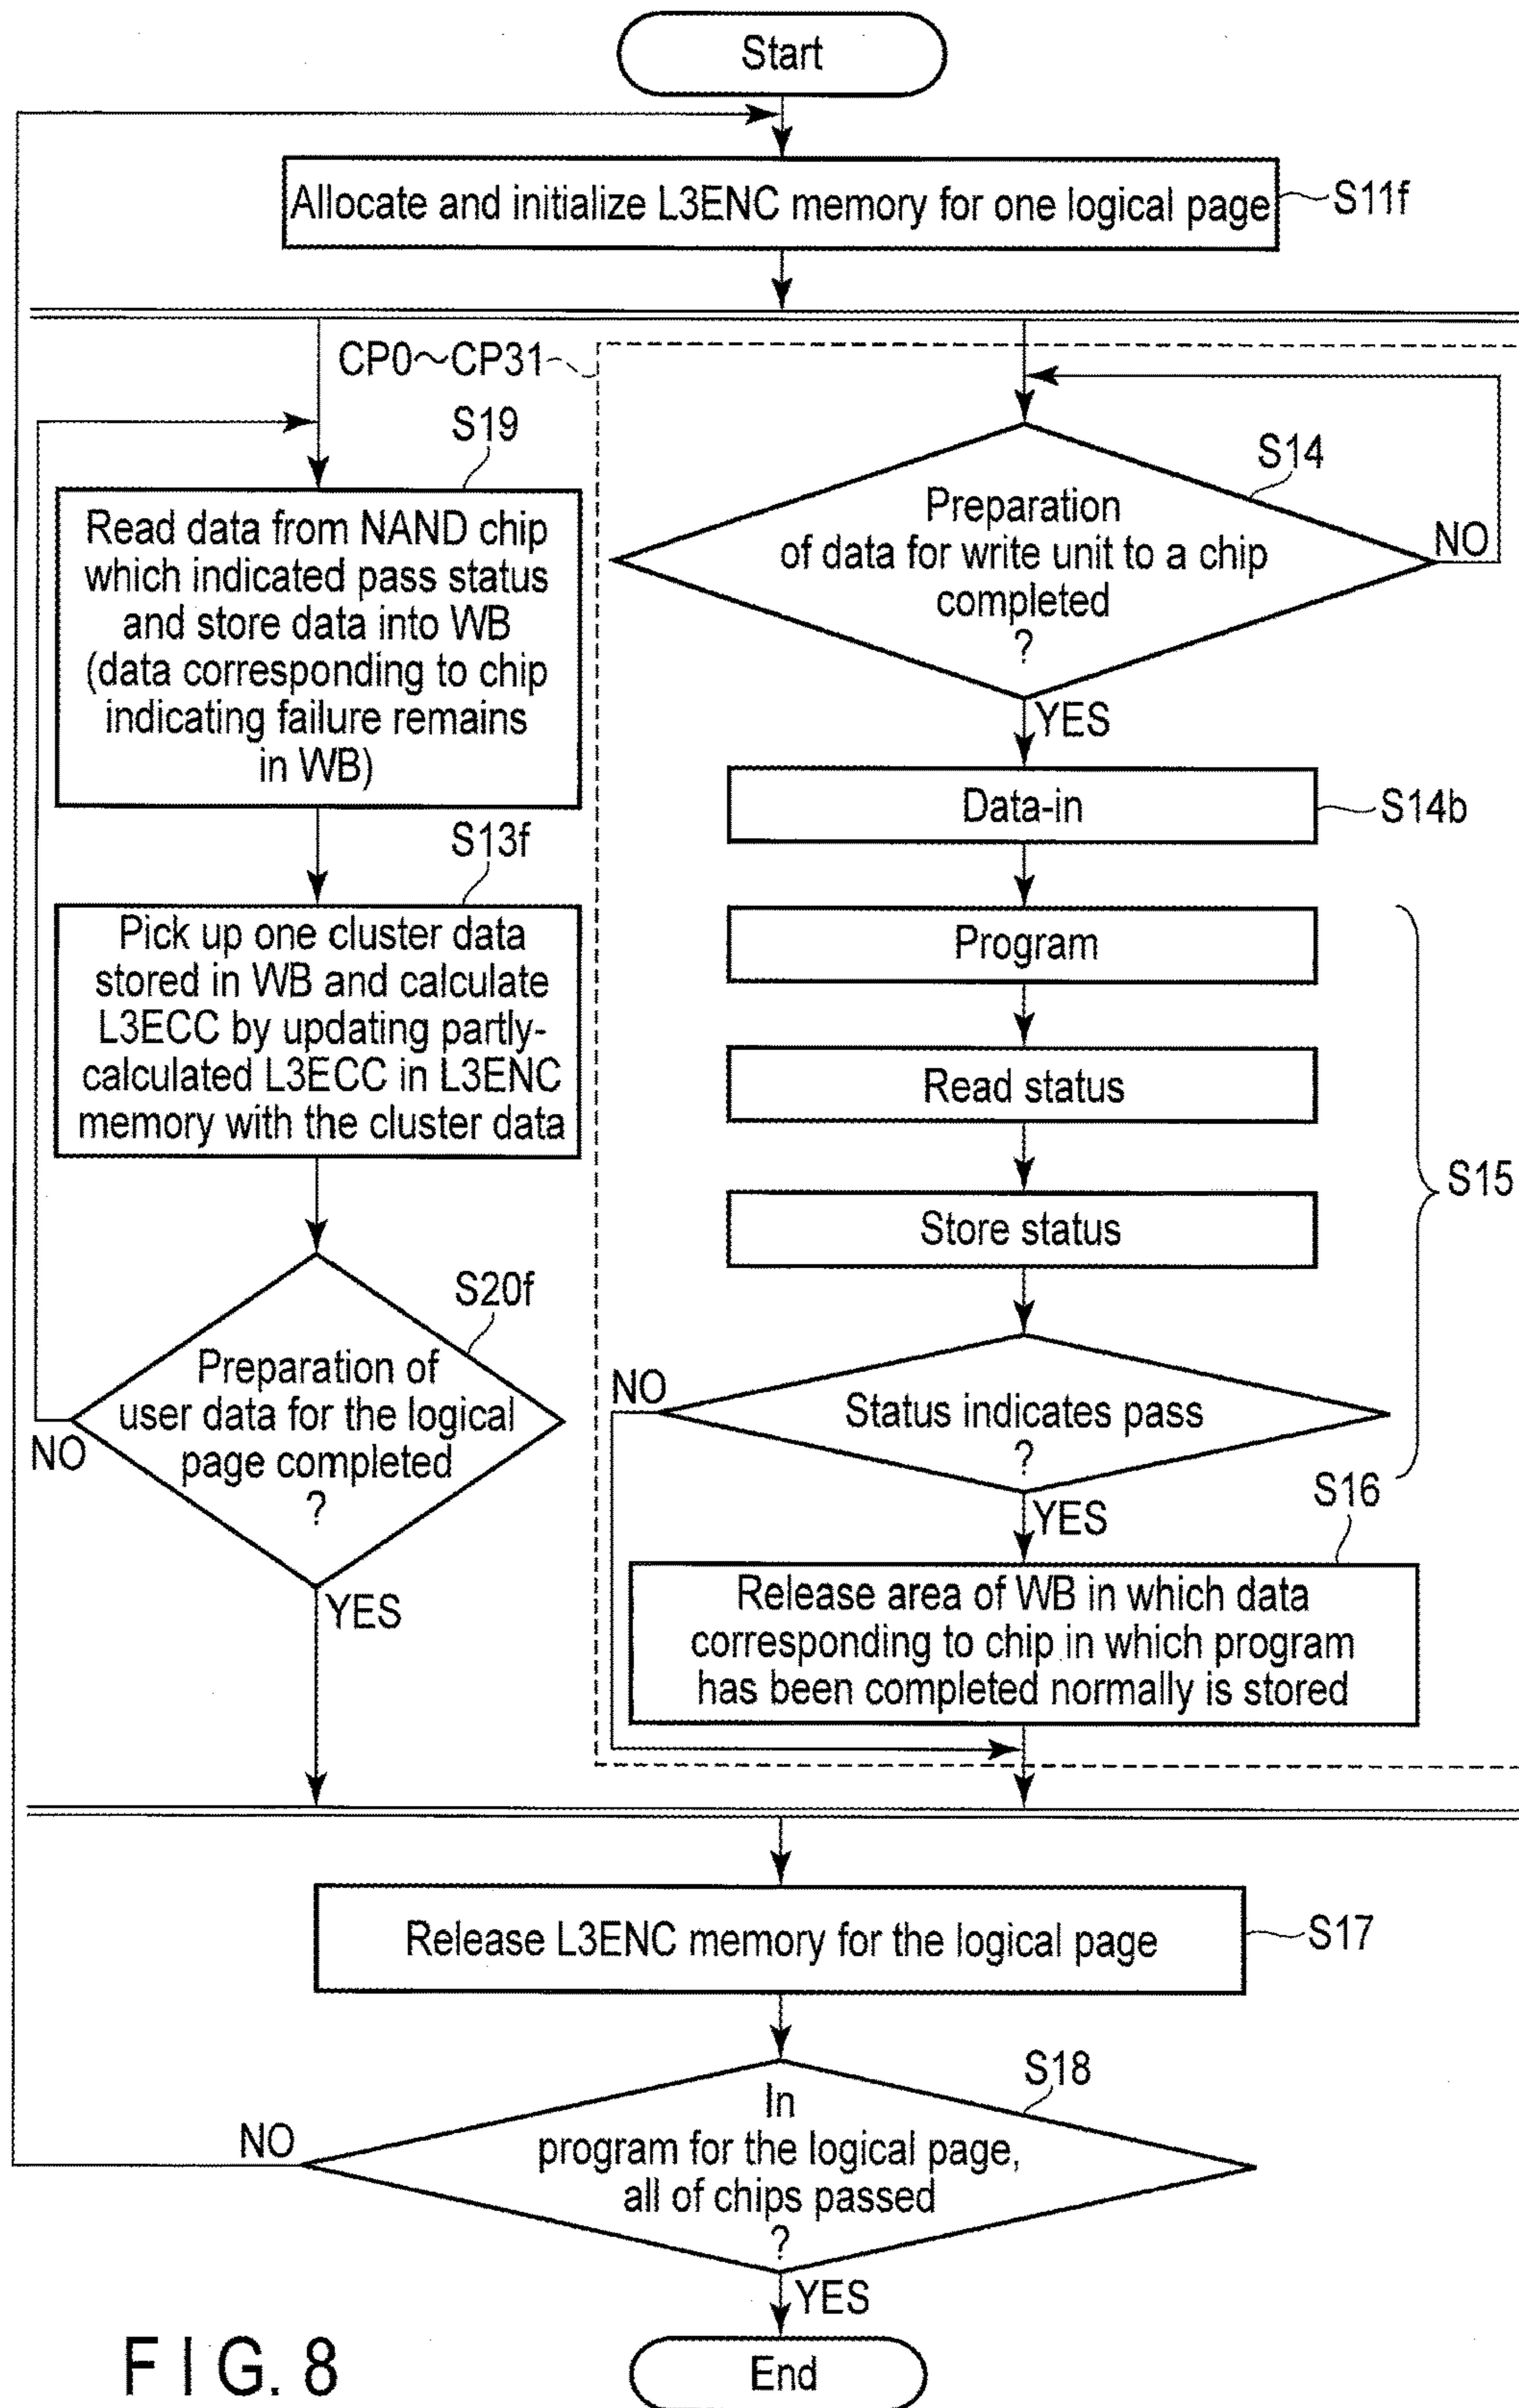 Start
Allocate and initialize L3ENC memory for one logical page
S11f
CP0～CP31
S19
Read data from NAND chip
which indicated pass status
and store data into WB
(data corresponding to chip
indicating failure remains
in WB)
S13f
Pick up one cluster data
stored in WB and calculate
L3ECC by updating partly-
calculated L3ECC in L3ENC
memory with the cluster data
S20f
Preparation of
user data for the logical
page completed
?
NO
YES
S14
Preparation
of data for write unit to a chip
completed
?
NO
YES
Data-in
S14b
Program
Read status
Store status
S15
Status indicates pass
?
NO
YES
S16
Release area of WB in which data
corresponding to chip in which program
has been completed normally is stored
Release L3ENC memory for the logical page
S17
S18
In
program for the logical page,
all of chips passed
?
NO
YES
End
FIG. 8